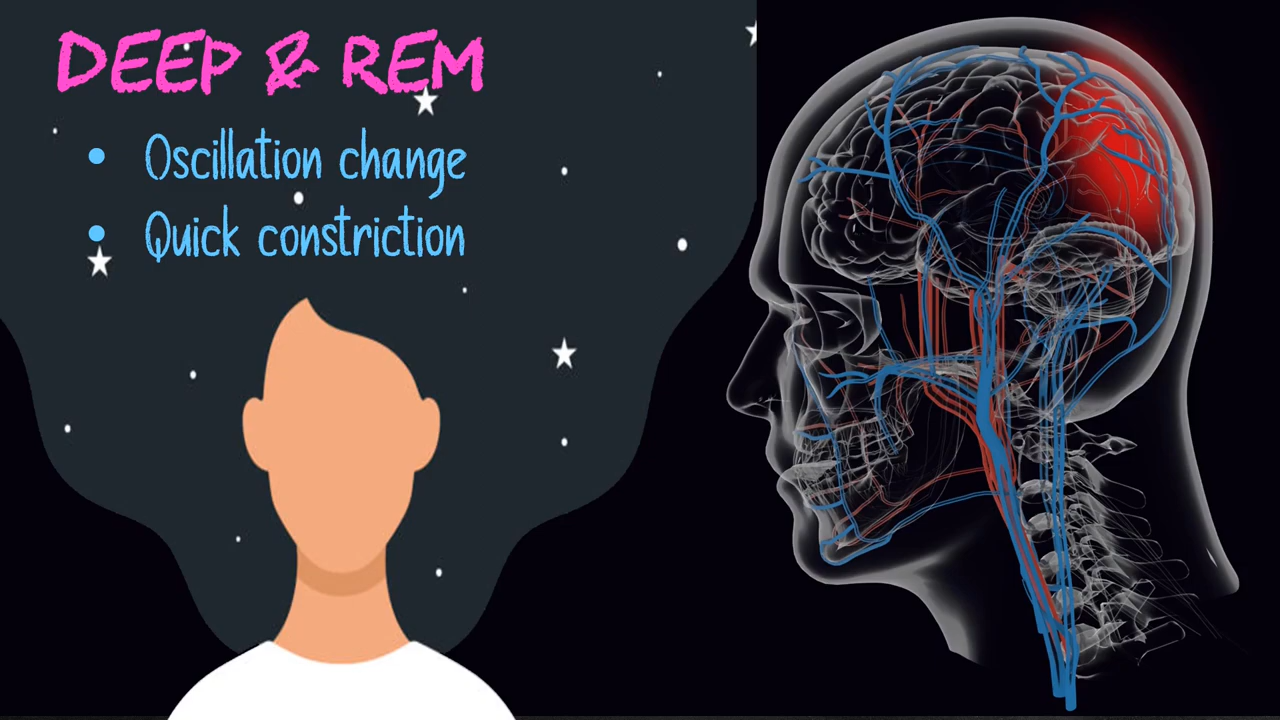 DEEP & REM
• Oscillation change
• Quick constriction